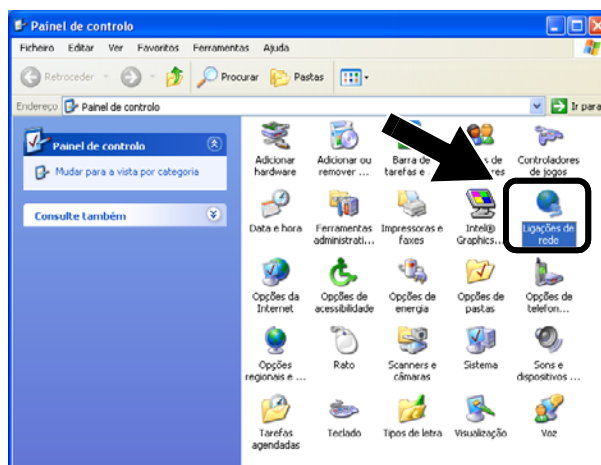 Painel de controlo
Ficheiro Editar Ver Favoritos Ferramentas Ajuda
Retroceder Procurar Pastas
Endereço Painel de controlo Ir para
Painel de controlo
Mudar para a vista por categoria
Consulte também
Adicionar hardware
Adicionar ou remover ...
Barra de tarefas e
de
Controladores de jogos
Data e hora
Ferramentas administrati...
Impressoras e faxes
Intel® Graphics...
Ligações de rede
Opções da Internet
Opções de acessibilidade
Opções de energia
Opções de pastas
Opções de telefon...
Opções regionais e ...
Rato
Scanners e câmaras
Sistema
Sons e dispositivos ...
Tarefas agendadas
Teclado
Tipos de letra
Visualização
Voz